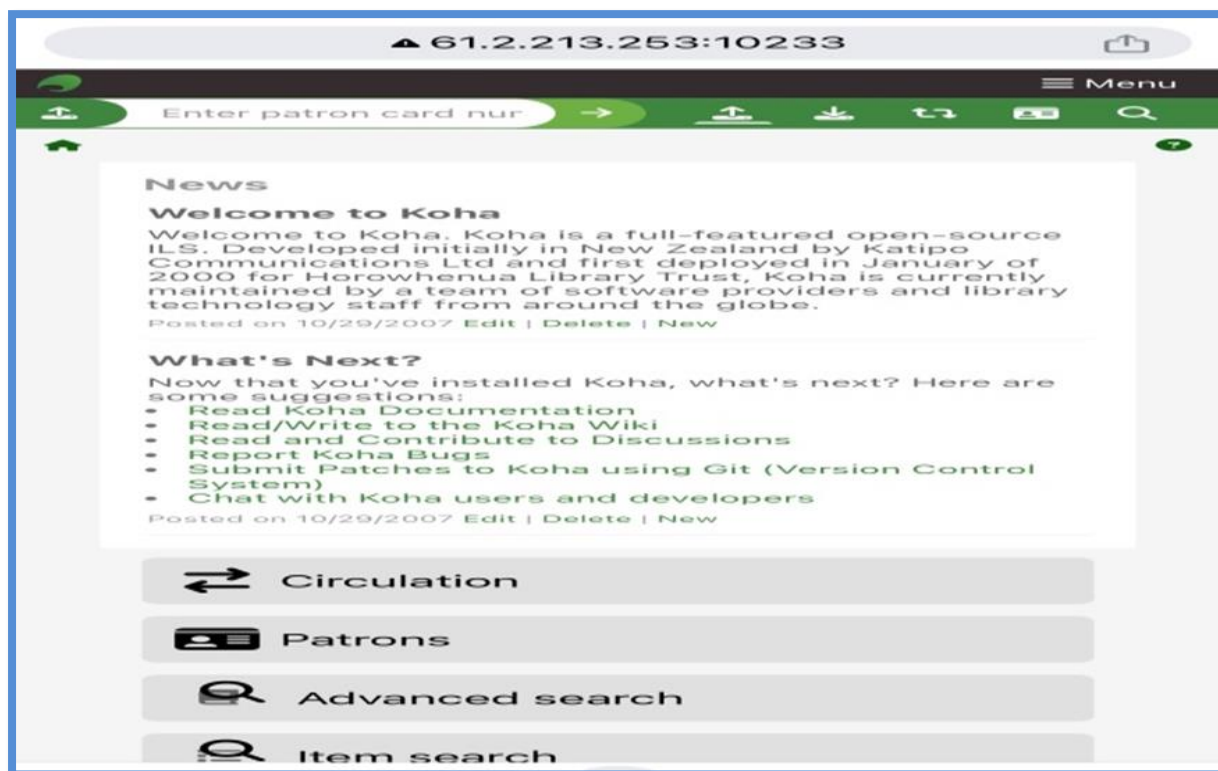 61.2.213.253:10233
Menu
Enter patron card nur
News
Welcome to Koha
Welcome to Koha. Koha is a full-featured open-source
ILS. Developed initially in New Zealand by Katipo
Communications Ltd and first deployed in January of
2000 for Horowhenua Library Trust, Koha is currently
maintained by a team of software providers and library
technology staff from around the globe.
Posted on 10/29/2007 Edit | Delete | New
What's Next?
Now that you've installed Koha, what's next? Here are
some suggestions:
• Read Koha Documentation
• Read/Write to the Koha Wiki
• Read and Contribute to Discussions
• Report Koha Bugs
• Submit Patches to Koha using Git (Version Control
System)
• Chat with Koha users and developers
Posted on 10/29/2007 Edit | Delete | New
Circulation
Patrons
Advanced search
Item search